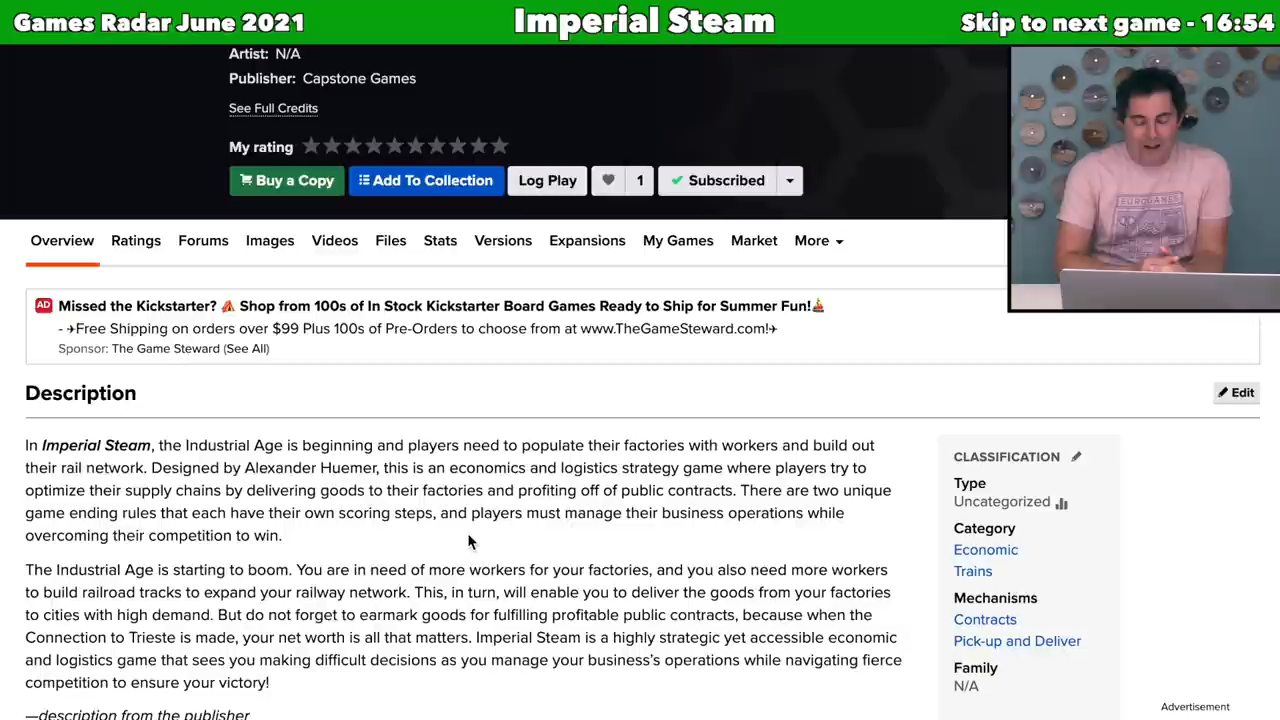 Games Radar June 2021
Imperial Steam
Skip to next game - 16:54
Artist: N/A
Publisher: Capstone Games
See Full Credits
My rating
Buy a Copy
Add To Collection
Log Play
1
Subscribed
Overview
Ratings
Forums
Images
Videos
Files
Stats
Versions
Expansions
My Games
Market
More
AD
Missed the Kickstarter? 🎪 Shop from 100s of In Stock Kickstarter Board Games Ready to Ship for Summer Fun!⛵
- ✈Free Shipping on orders over $99 Plus 100s of Pre-Orders to choose from at www.TheGameSteward.com!✈
Sponsor: The Game Steward (See All)
Description
Edit
In Imperial Steam, the Industrial Age is beginning and players need to populate their factories with workers and build out
their rail network. Designed by Alexander Huemer, this is an economics and logistics strategy game where players try to
optimize their supply chains by delivering goods to their factories and profiting off of public contracts. There are two unique
game ending rules that each have their own scoring steps, and players must manage their business operations while
overcoming their competition to win.
The Industrial Age is starting to boom. You are in need of more workers for your factories, and you also need more workers
to build railroad tracks to expand your railway network. This, in turn, will enable you to deliver the goods from your factories
to cities with high demand. But do not forget to earmark goods for fulfilling profitable public contracts, because when the
Connection to Trieste is made, your net worth is all that matters. Imperial Steam is a highly strategic yet accessible economic
and logistics game that sees you making difficult decisions as you manage your business's operations while navigating fierce
competition to ensure your victory!
—description from the publisher
CLASSIFICATION
Type
Uncategorized
Category
Economic
Trains
Mechanisms
Contracts
Pick-up and Deliver
Family
N/A
Advertisement
EUROGAMES